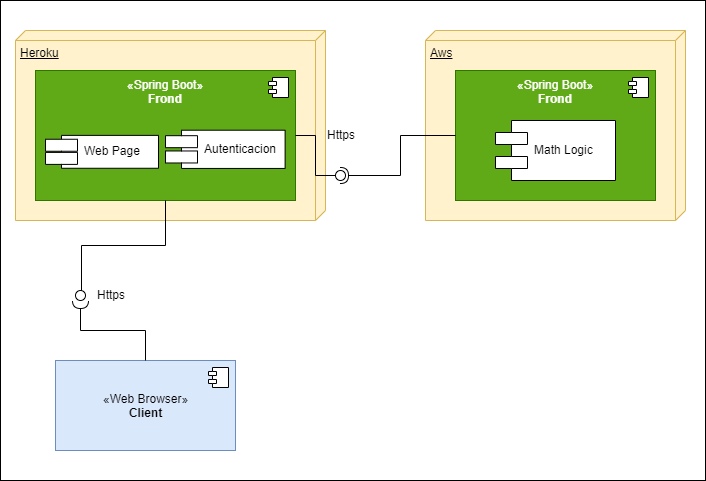 Heroku
«Spring Boot»
Frond
Web Page
Autenticacion
Https
Aws
«Spring Boot»
Frond
Math Logic
Https
«Web Browser»
Client